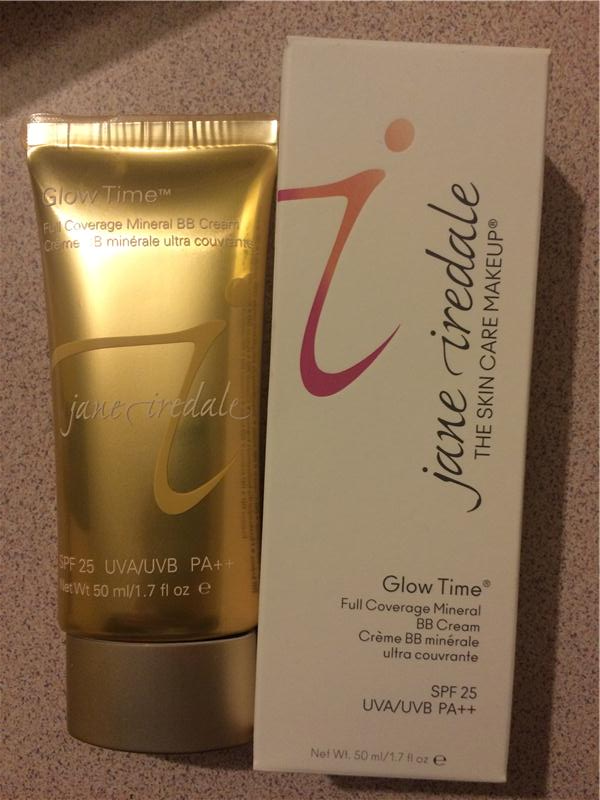 Glow Time™
Full Coverage Mineral BB Cream
Crème BB minérale ultra couvrante
jane iredale
SPF 25 UVA/UVB PA++
Net Wt 50 ml/1.7 fl oz ℮
jane iredale
THE SKIN CARE MAKEUP®
Glow Time®
Full Coverage Mineral
BB Cream
Crème BB minérale
ultra couvrante
SPF 25
UVA/UVB PA++
Net Wt. 50 ml/1.7 fl oz ℮